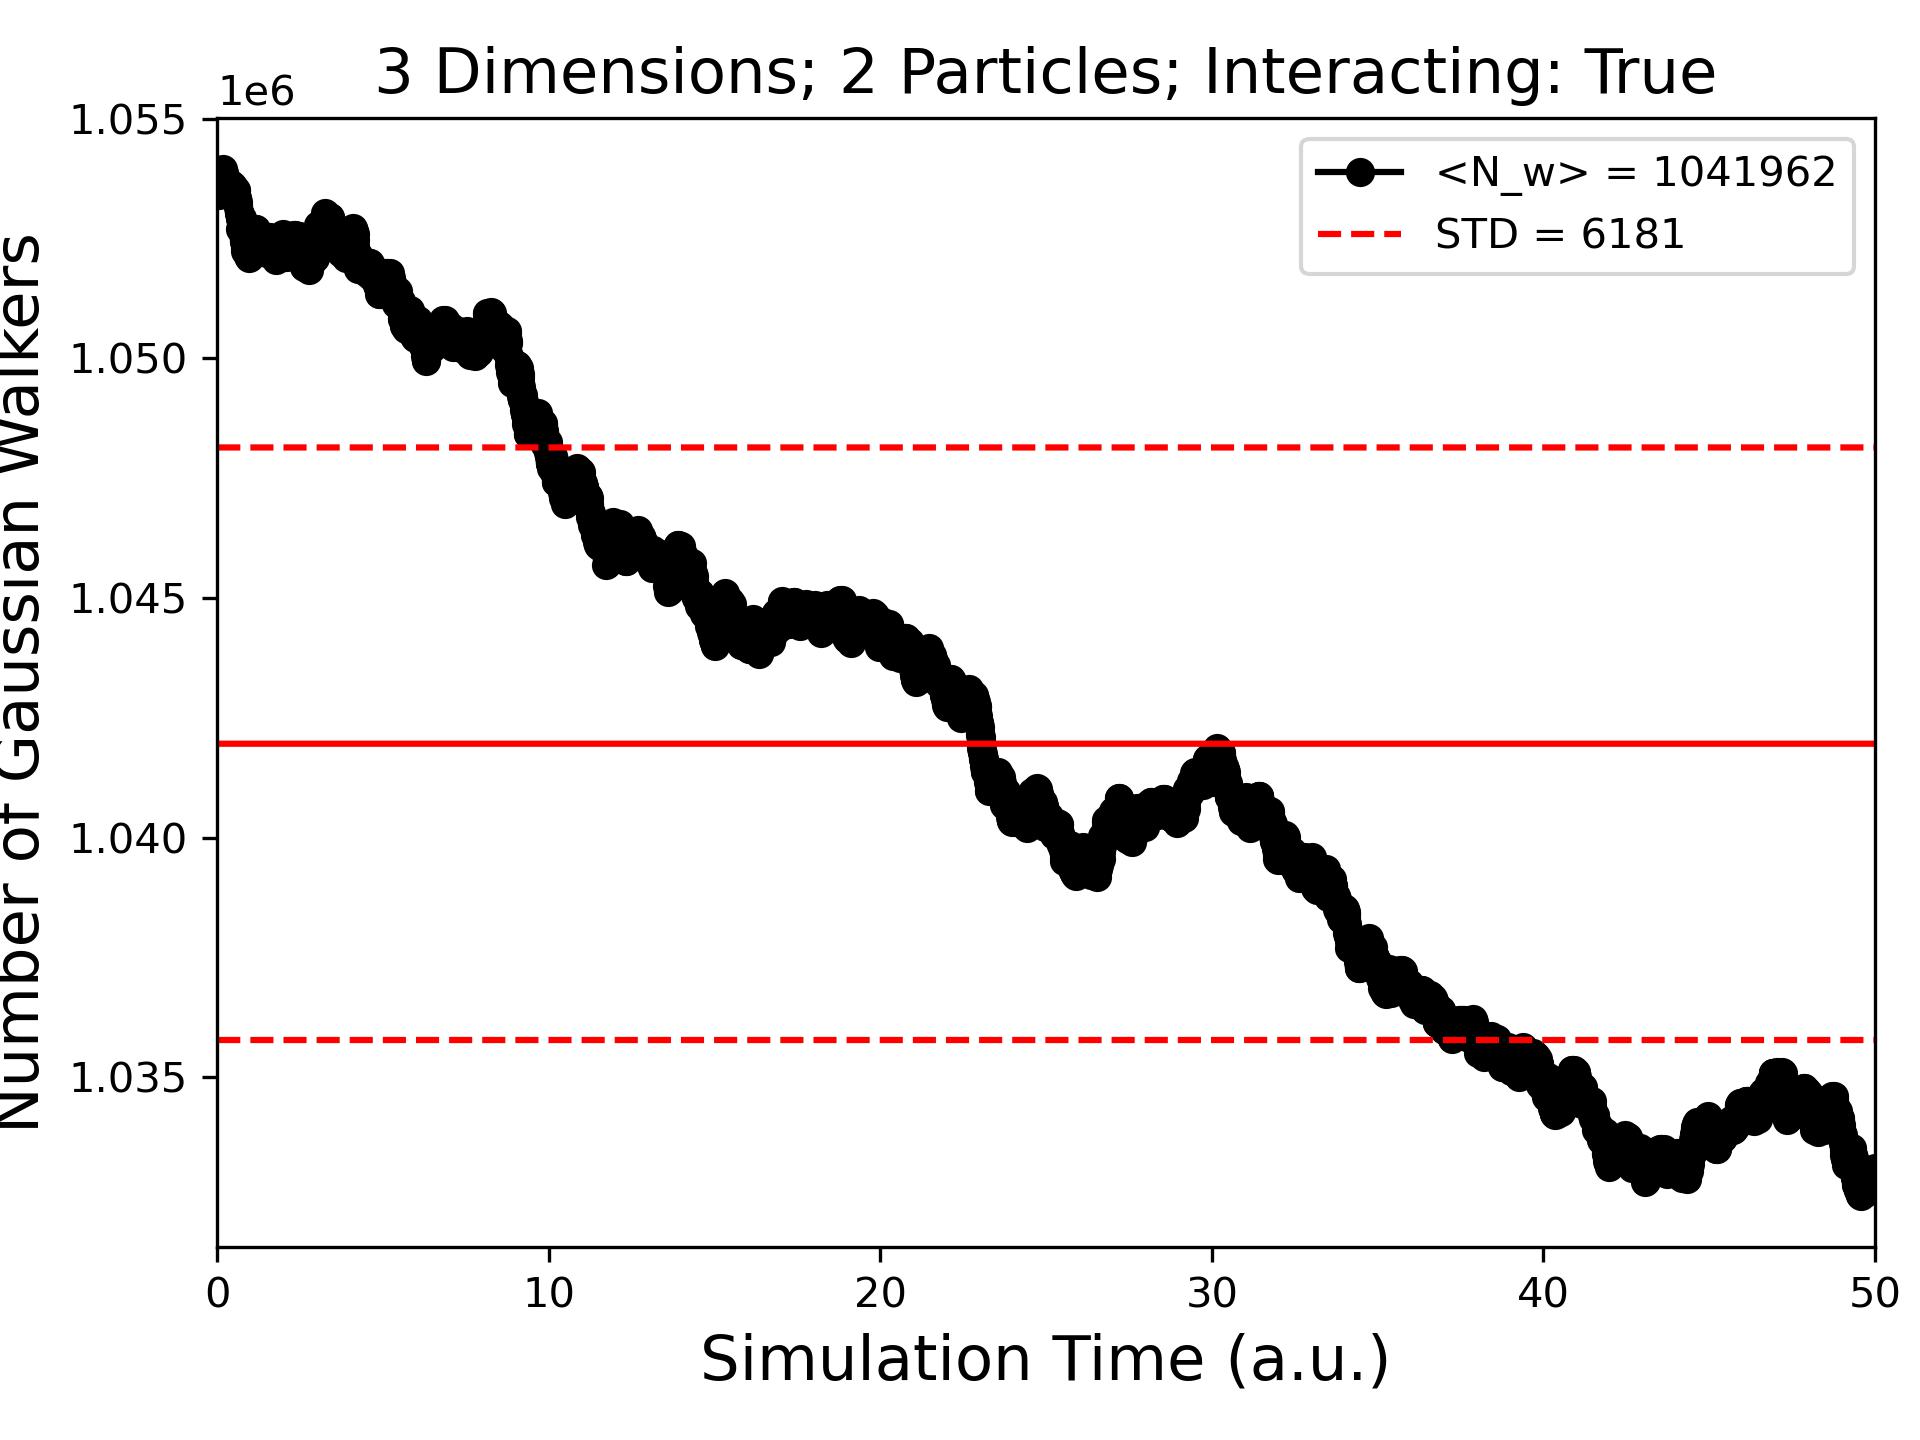 3 Dimensions; 2 Particles; Interacting: True
1e6
<N_w> = 1041962
STD = 6181
1.055
1.050
1.045
1.040
1.035
Number of Gaussian Walkers
0 10 20 30 40 50
Simulation Time (a.u.)